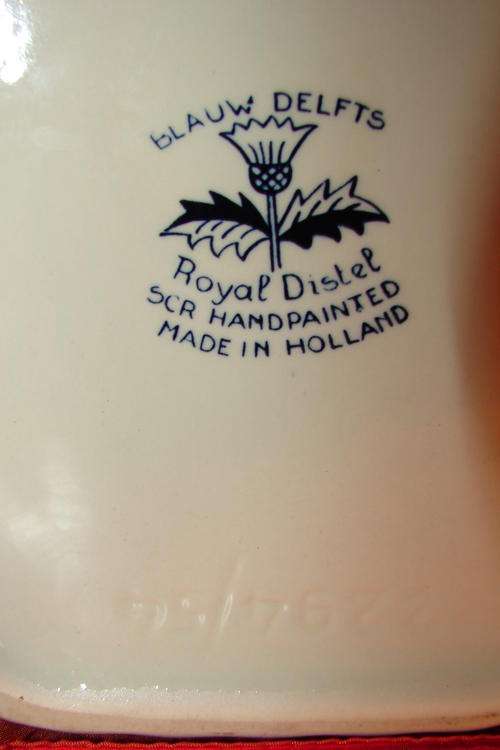 bLAUW DELFTS
Royal Distel
SCR HANDPAINTED
MADE IN HOLLAND